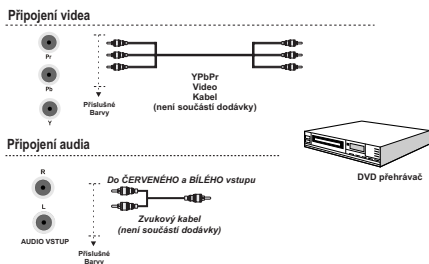 Připojení videa
Pr
Pb
Y
Příslušné
Barvy
YPbPr
Video
Kabel
(není součástí dodávky)
DVD přehrávač
Připojení audia
R
L
AUDIO VSTUP
Příslušné
Barvy
Do ČERVENÉHO a BÍLÉHO vstupu
Zvukový kabel
(není součástí dodávky)